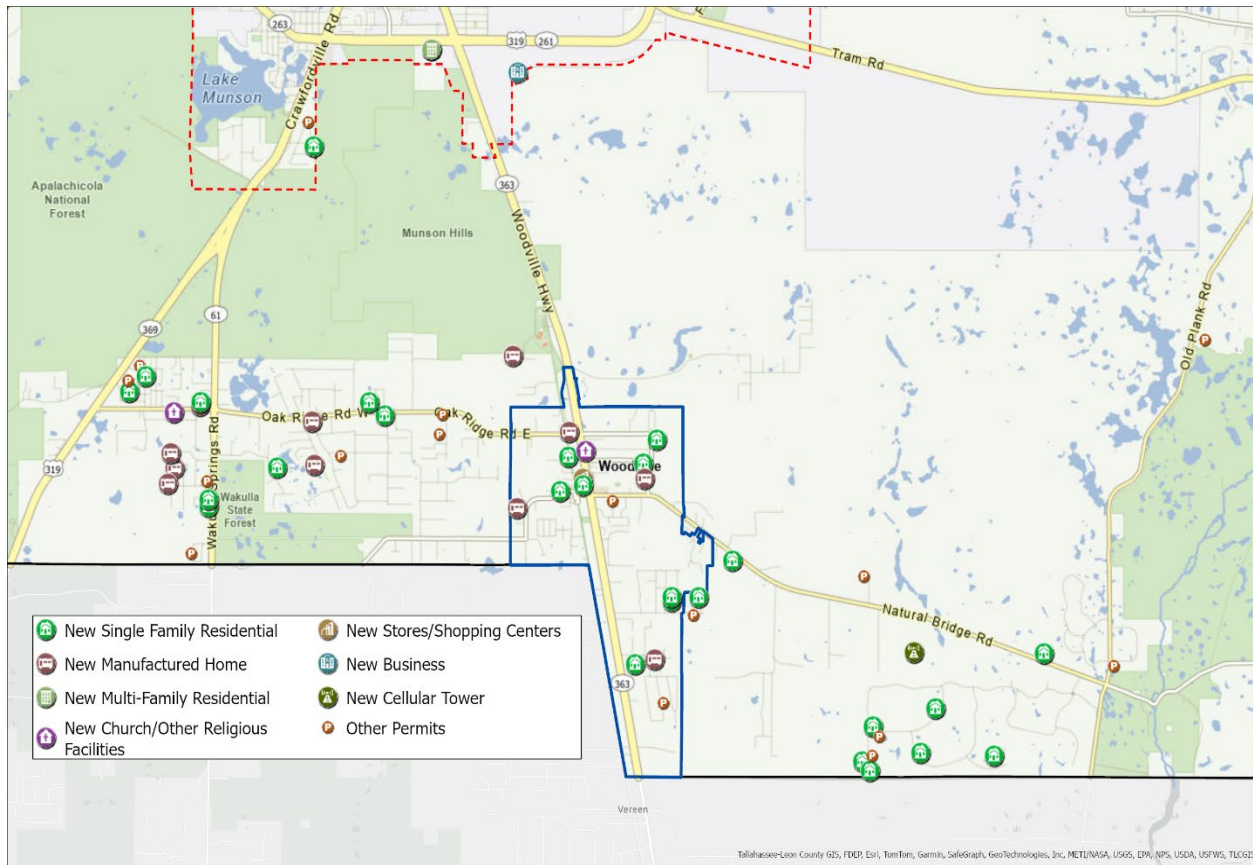 263
319
261
Crawfordville Rd
Tram Rd
Lake
Munson
363
Apalachicola
National
Forest
Munson Hills
Woodville Hwy
Old Plank Rd
61
369
Oak Ridge Rd W
Oak Ridge Rd E
319
Springs Rd
Wakulla
State
Forest
Natural Bridge Rd
363
New Single Family Residential
New Stores/Shopping Centers
New Manufactured Home
New Business
New Multi-Family Residential
New Cellular Tower
New Church/Other Religious
Facilities
Other Permits
Vereen
Tallahassee-Leon County GIS, FDEP, Esri, TomTom, Garmin, SafeGraph, GeoTechnologies, Inc, METI/NASA, USGS, EPA, NPS, USDA, USFWS, TLCGIS